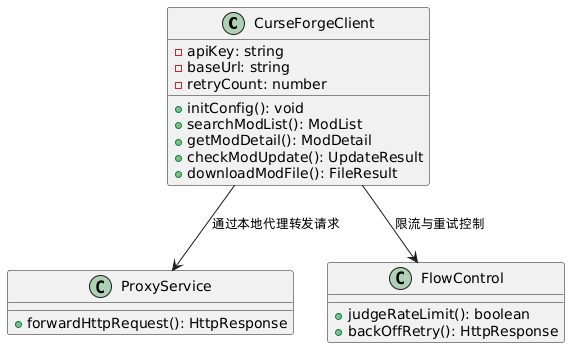 C CurseForgeClient
apiKey: string
baseUrl: string
retryCount: number
initConfig(): void
searchModList(): ModList
getModDetail(): ModDetail
checkModUpdate(): UpdateResult
downloadModFile(): FileResult
通过本地代理转发请求
限流与重试控制
C ProxyService
forwardHttpRequest(): HttpResponse
C FlowControl
judgeRateLimit(): boolean
backOffRetry(): HttpResponse